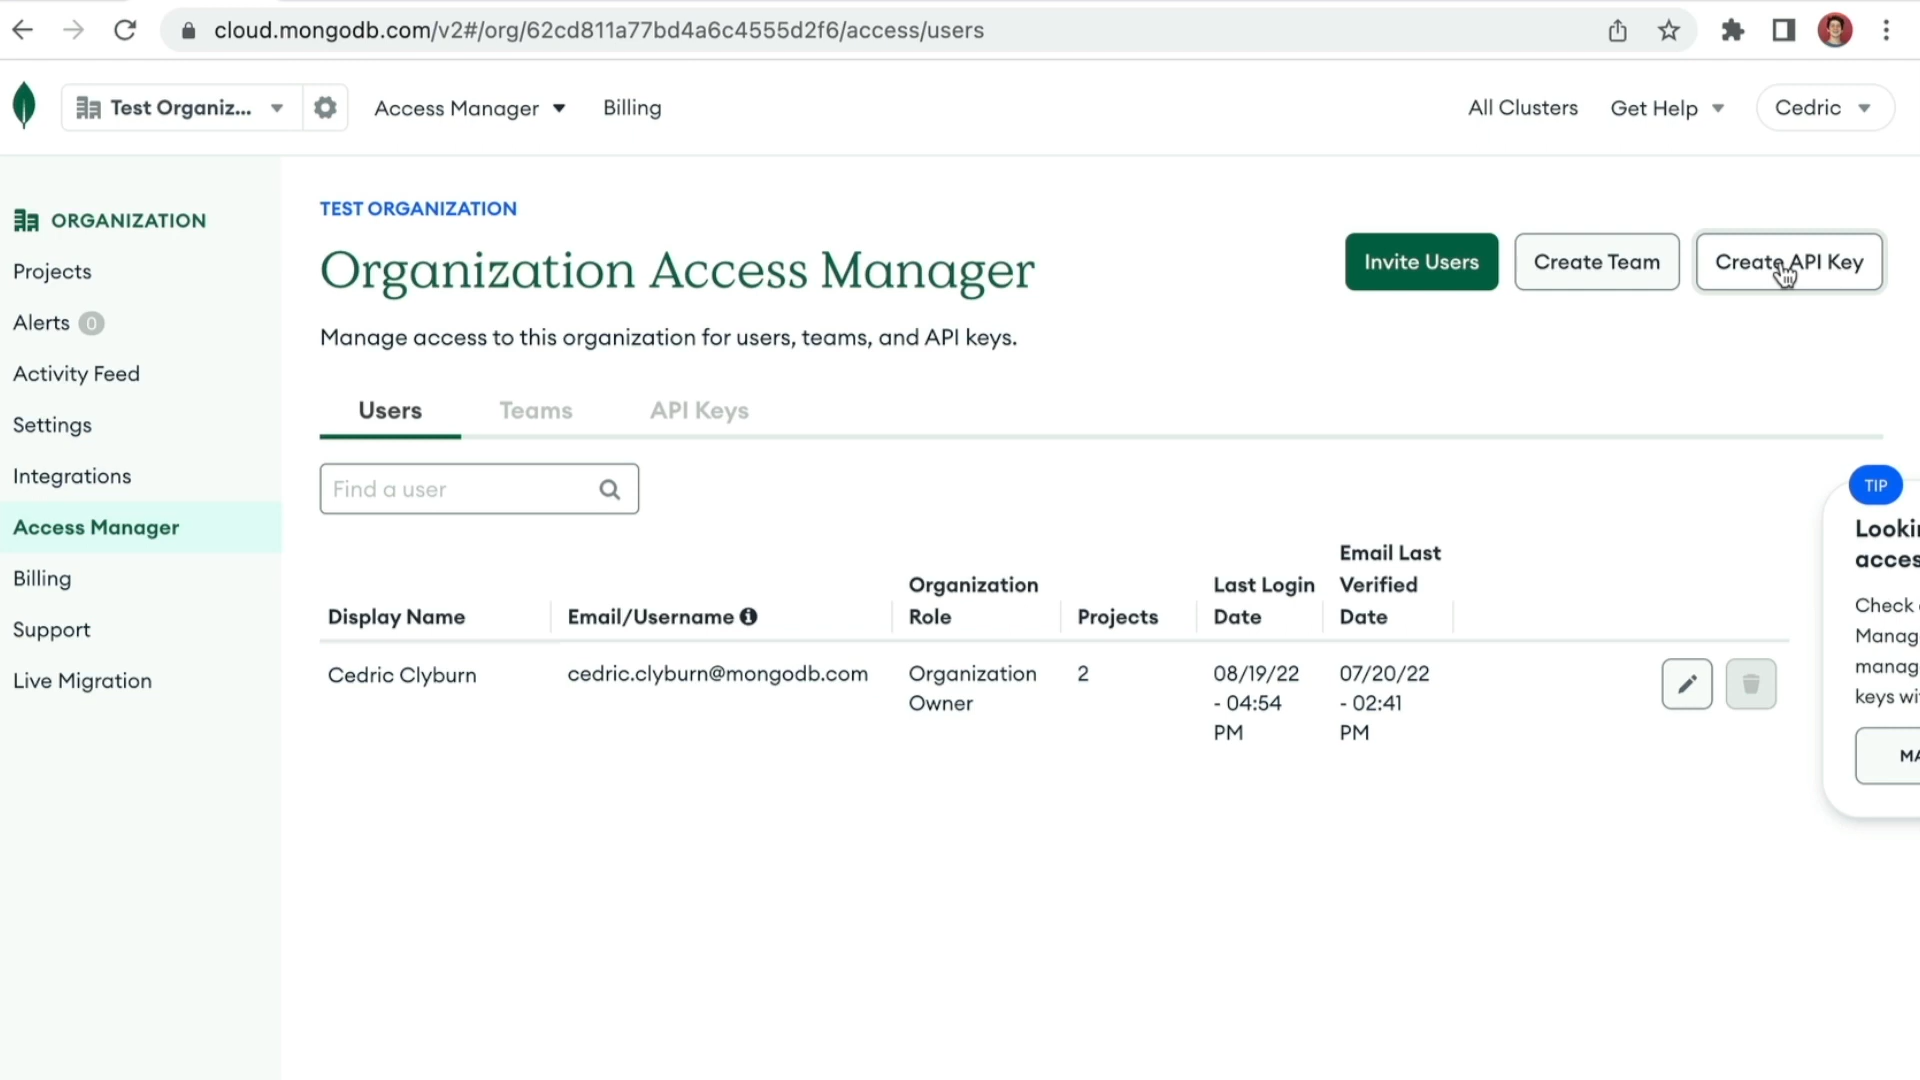 cloud.mongodb.com/v2#/org/62cd811a77bd4a6c4555d2f6/access/users
Test Organiz...
Access Manager
Billing
All Clusters
Get Help
Cedric
ORGANIZATION
Projects
Alerts 0
Activity Feed
Settings
Integrations
Access Manager
Billing
Support
Live Migration
TEST ORGANIZATION
Organization Access Manager
Invite Users
Create Team
Create API Key
Manage access to this organization for users, teams, and API keys.
Users
Teams
API Keys
Find a user
Display Name
Email/Username
Organization
Role
Projects
Last Login
Date
Email Last
Verified
Date
Cedric Clyburn
cedric.clyburn@mongodb.com
Organization
Owner
2
08/19/22
- 04:54
PM
07/20/22
- 02:41
PM
TIP
Check